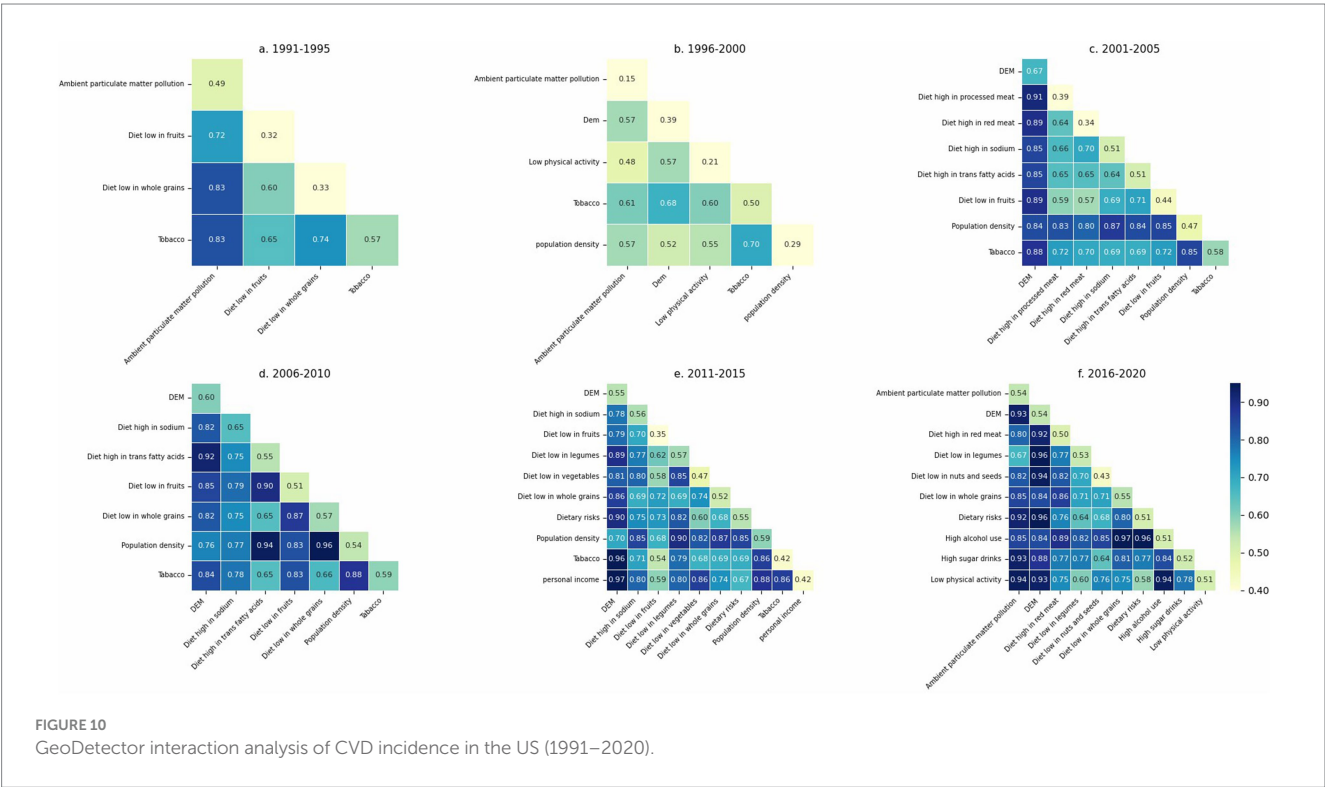 a. 1991-1995
Ambient particulate matter pollution 0.49
Diet low in fruits 0.72 0.32
Diet low in whole grains 0.83 0.60 0.33
Tobacco 0.83 0.65 0.74 0.57
Ambient particulate matter pollution
Diet low in fruits
Diet low in whole grains
Tobacco
b. 1996-2000
Ambient particulate matter pollution 0.15
Dem 0.57 0.39
Low physical activity 0.48 0.57 0.21
Tobacco 0.61 0.68 0.60 0.50
population density 0.57 0.52 0.55 0.70 0.29
Ambient particulate matter pollution
Dem
Low physical activity
Tobacco
population density
c. 2001-2005
DEM 0.67
Diet high in processed meat 0.91 0.39
Diet high in red meat 0.89 0.64 0.34
Diet high in sodium 0.85 0.66 0.70 0.51
Diet high in trans fatty acids 0.85 0.65 0.65 0.64 0.51
Diet low in fruits 0.89 0.59 0.57 0.69 0.71 0.44
Population density 0.84 0.83 0.80 0.87 0.84 0.85 0.47
Tabacco 0.88 0.72 0.70 0.69 0.69 0.72 0.85 0.58
DEM
Diet high in processed meat
Diet high in red meat
Diet high in sodium
Diet high in trans fatty acids
Diet low in fruits
Population density
Tabacco
d. 2006-2010
DEM 0.60
Diet high in sodium 0.82 0.65
Diet high in trans fatty acids 0.92 0.75 0.55
Diet low in fruits 0.85 0.79 0.90 0.51
Diet low in whole grains 0.82 0.75 0.65 0.87 0.57
Population density 0.76 0.77 0.94 0.83 0.96 0.54
Tabacco 0.84 0.78 0.65 0.83 0.66 0.88 0.59
DEM
Diet high in sodium
Diet high in trans fatty acids
Diet low in fruits
Diet low in whole grains
Population density
Tabacco
e. 2011-2015
DEM 0.55
Diet high in sodium 0.78 0.56
Diet low in fruits 0.79 0.70 0.35
Diet low in legumes 0.89 0.77 0.62 0.57
Diet low in vegetables 0.81 0.80 0.58 0.85 0.47
Diet low in whole grains 0.86 0.69 0.72 0.69 0.74 0.52
Dietary risks 0.90 0.75 0.73 0.82 0.60 0.68 0.55
Population density 0.70 0.85 0.68 0.90 0.82 0.87 0.85 0.59
Tabacco 0.96 0.71 0.54 0.79 0.68 0.69 0.69 0.86 0.42
personal income 0.97 0.80 0.59 0.80 0.86 0.74 0.67 0.88 0.86 0.42
DEM
Diet high in sodium
Diet low in fruits
Diet low in legumes
Diet low in vegetables
Diet low in whole grains
Dietary risks
Population density
Tabacco
personal income
f. 2016-2020
Ambient particulate matter pollution 0.54
DEM 0.93 0.54
Diet high in red meat 0.80 0.92 0.50
Diet low in legumes 0.67 0.96 0.77 0.53
Diet low in nuts and seeds 0.82 0.94 0.82 0.70 0.43
Diet low in whole grains 0.85 0.84 0.86 0.71 0.71 0.55
Dietary risks 0.92 0.96 0.76 0.64 0.68 0.80 0.51
High alcohol use 0.85 0.84 0.89 0.82 0.85 0.97 0.96 0.51
High sugar drinks 0.93 0.88 0.77 0.77 0.64 0.81 0.77 0.84 0.52
Low physical activity 0.94 0.93 0.75 0.60 0.76 0.75 0.58 0.94 0.78 0.51
Ambient particulate matter pollution
DEM
Diet high in red meat
Diet low in legumes
Diet low in nuts and seeds
Diet low in whole grains
Dietary risks
High alcohol use
High sugar drinks
Low physical activity
0.90
0.80
0.70
0.60
0.50
0.40
FIGURE 10
GeoDetector interaction analysis of CVD incidence in the US (1991–2020).